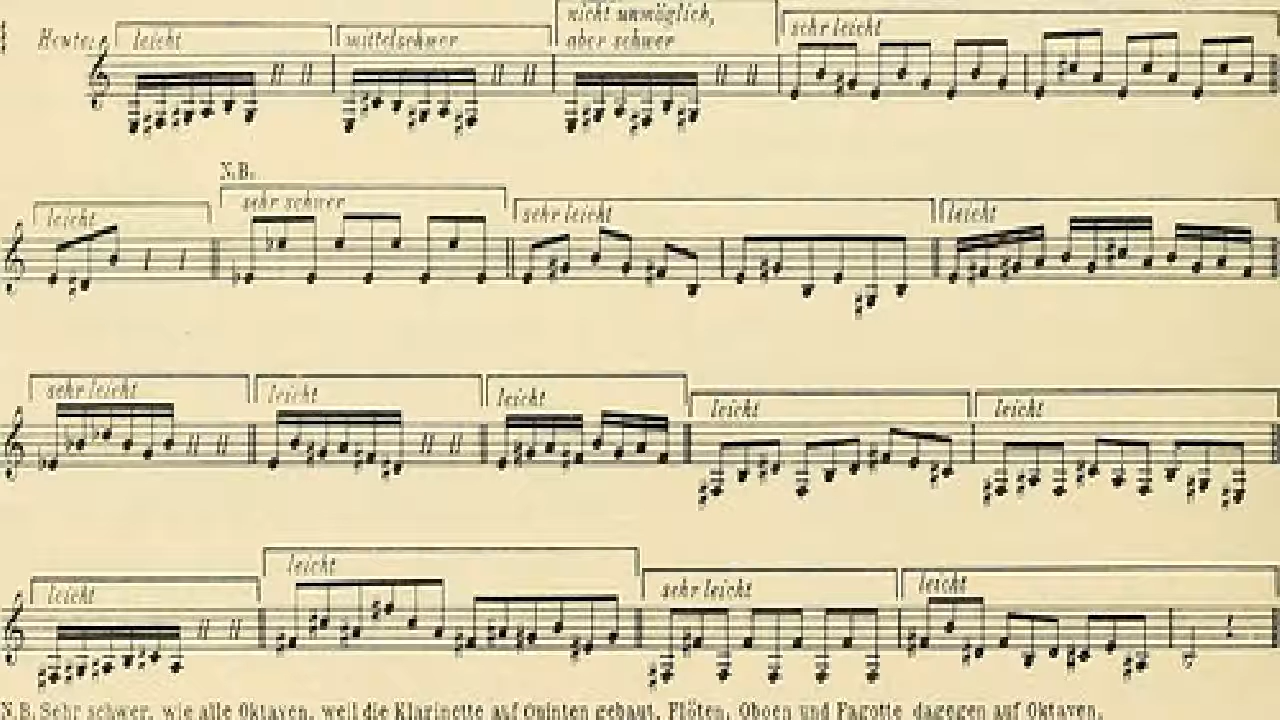 nicht unmöglich,
Heute: leicht mittelschwer aber schwer sehr leicht
N.B.
leicht sehr schwer sehr leicht leicht
sehr leicht leicht leicht leicht leicht
leicht leicht sehr leicht leicht
N.B. Sehr schwer, wie alle Oktaven, weil die Klarinette auf Quinten gebaut, Flöten, Oboen und Fagotte dagegen auf Oktaven.